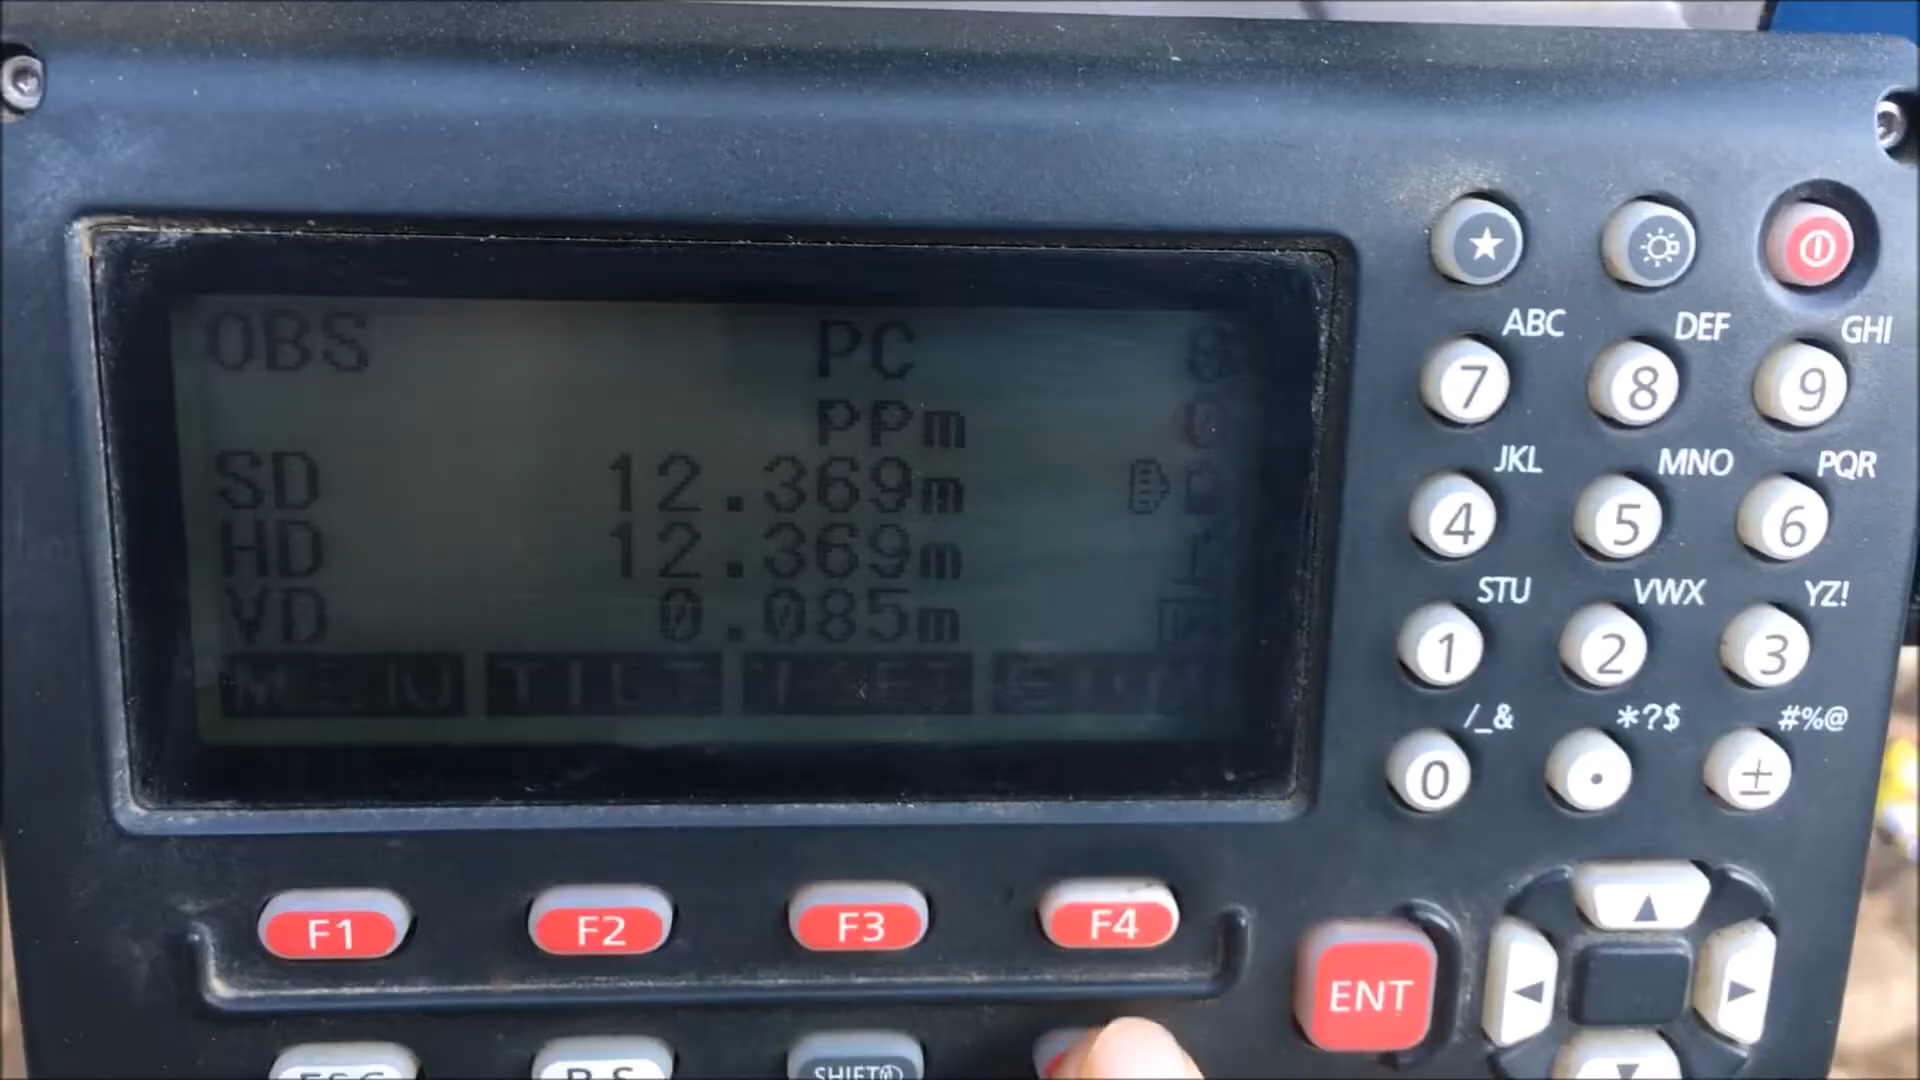 OBS PC
PPm
SD 12.369m
HD 12.369m
VD 0.085m
MENU TILT
ABC DEF GHI
7 8 9
JKL MNO PQR
4 5 6
STU VWX YZ!
1 2 3
/_& *?$ #%@
0 . ±
F1 F2 F3 F4
ENT
ESC B.S SHIFT